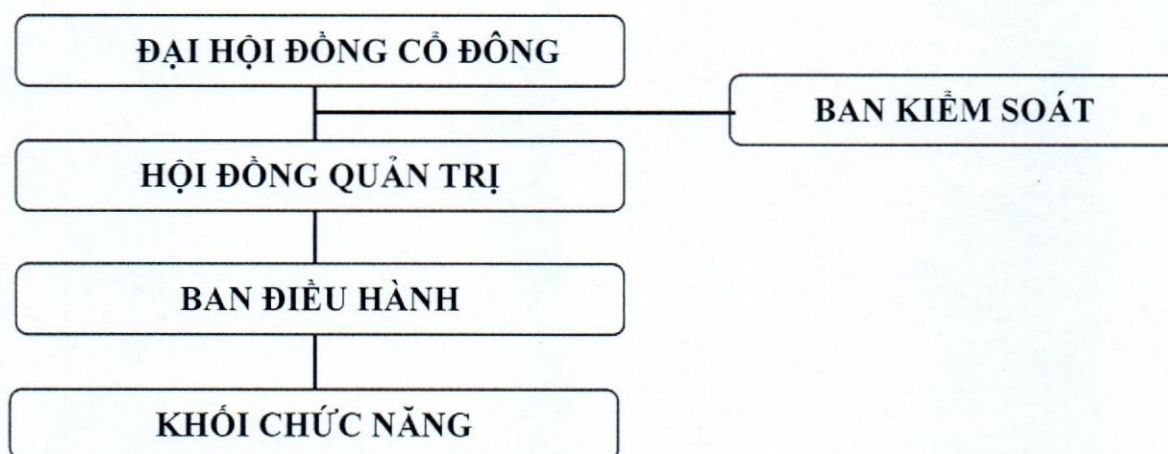 ĐẠI HỘI ĐỒNG CỔ ĐÔNG
BAN KIỂM SOÁT
HỘI ĐỒNG QUẢN TRỊ
BAN ĐIỀU HÀNH
KHỐI CHỨC NĂNG